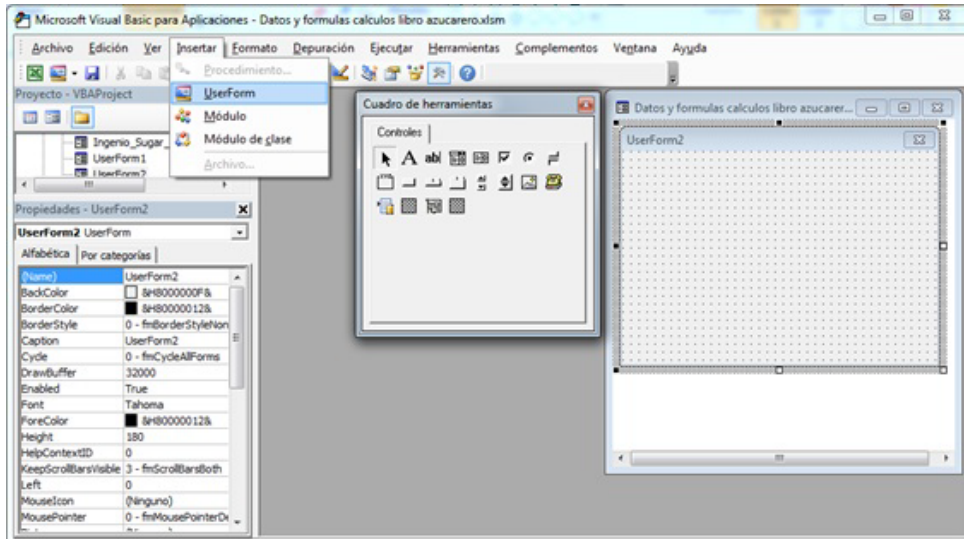 Microsoft Visual Basic para Aplicaciones - Datos y formulas calculos libro azucarero.xlsm
Archivo Edición Ver Insertar Formato Depuración Ejecutar Herramientas Complementos Ventana Ayuda
Procedimiento...
UserForm
Módulo
Módulo de clase
Archivo...
Proyecto - VBAProject
Ingenio_Sugar_
UserForm1
UserForm2
Propiedades - UserForm2
UserForm2 UserForm
Alfabética Por categorías
(Name) UserForm2
BackColor &H8000000F&
BorderColor &H80000012&
BorderStyle 0 - fmBorderStyleNon
Caption UserForm2
Cycle 0 - fmCycleAllForms
DrawBuffer 32000
Enabled True
Font Tahoma
ForeColor &H80000012&
Height 180
HelpContextID 0
KeepScrollBarsVisible 3 - fmScrollBarsBoth
Left 0
MouseIcon (Ninguno)
MousePointer 0 - fmMousePointerDe
Cuadro de herramientas
Controles
A abl
Datos y formulas calculos libro azucarer...
UserForm2